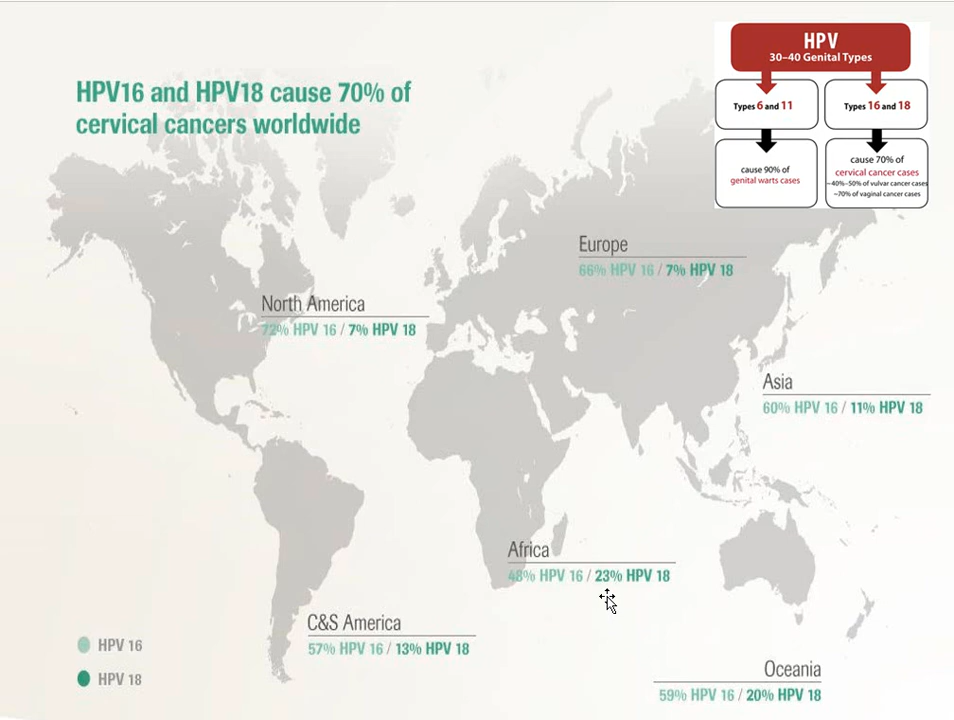 HPV16 and HPV18 cause 70% of
cervical cancers worldwide
HPV
30–40 Genital Types
Types 6 and 11
Types 16 and 18
cause 90% of
genital warts cases
cause 70% of
cervical cancer cases
~40%-50% of vulvar cancer cases
~70% of vaginal cancer cases
Europe
66% HPV 16 / 7% HPV 18
North America
72% HPV 16 / 7% HPV 18
Asia
60% HPV 16 / 11% HPV 18
Africa
48% HPV 16 / 23% HPV 18
C&S America
57% HPV 16 / 13% HPV 18
Oceania
59% HPV 16 / 20% HPV 18
HPV 16
HPV 18